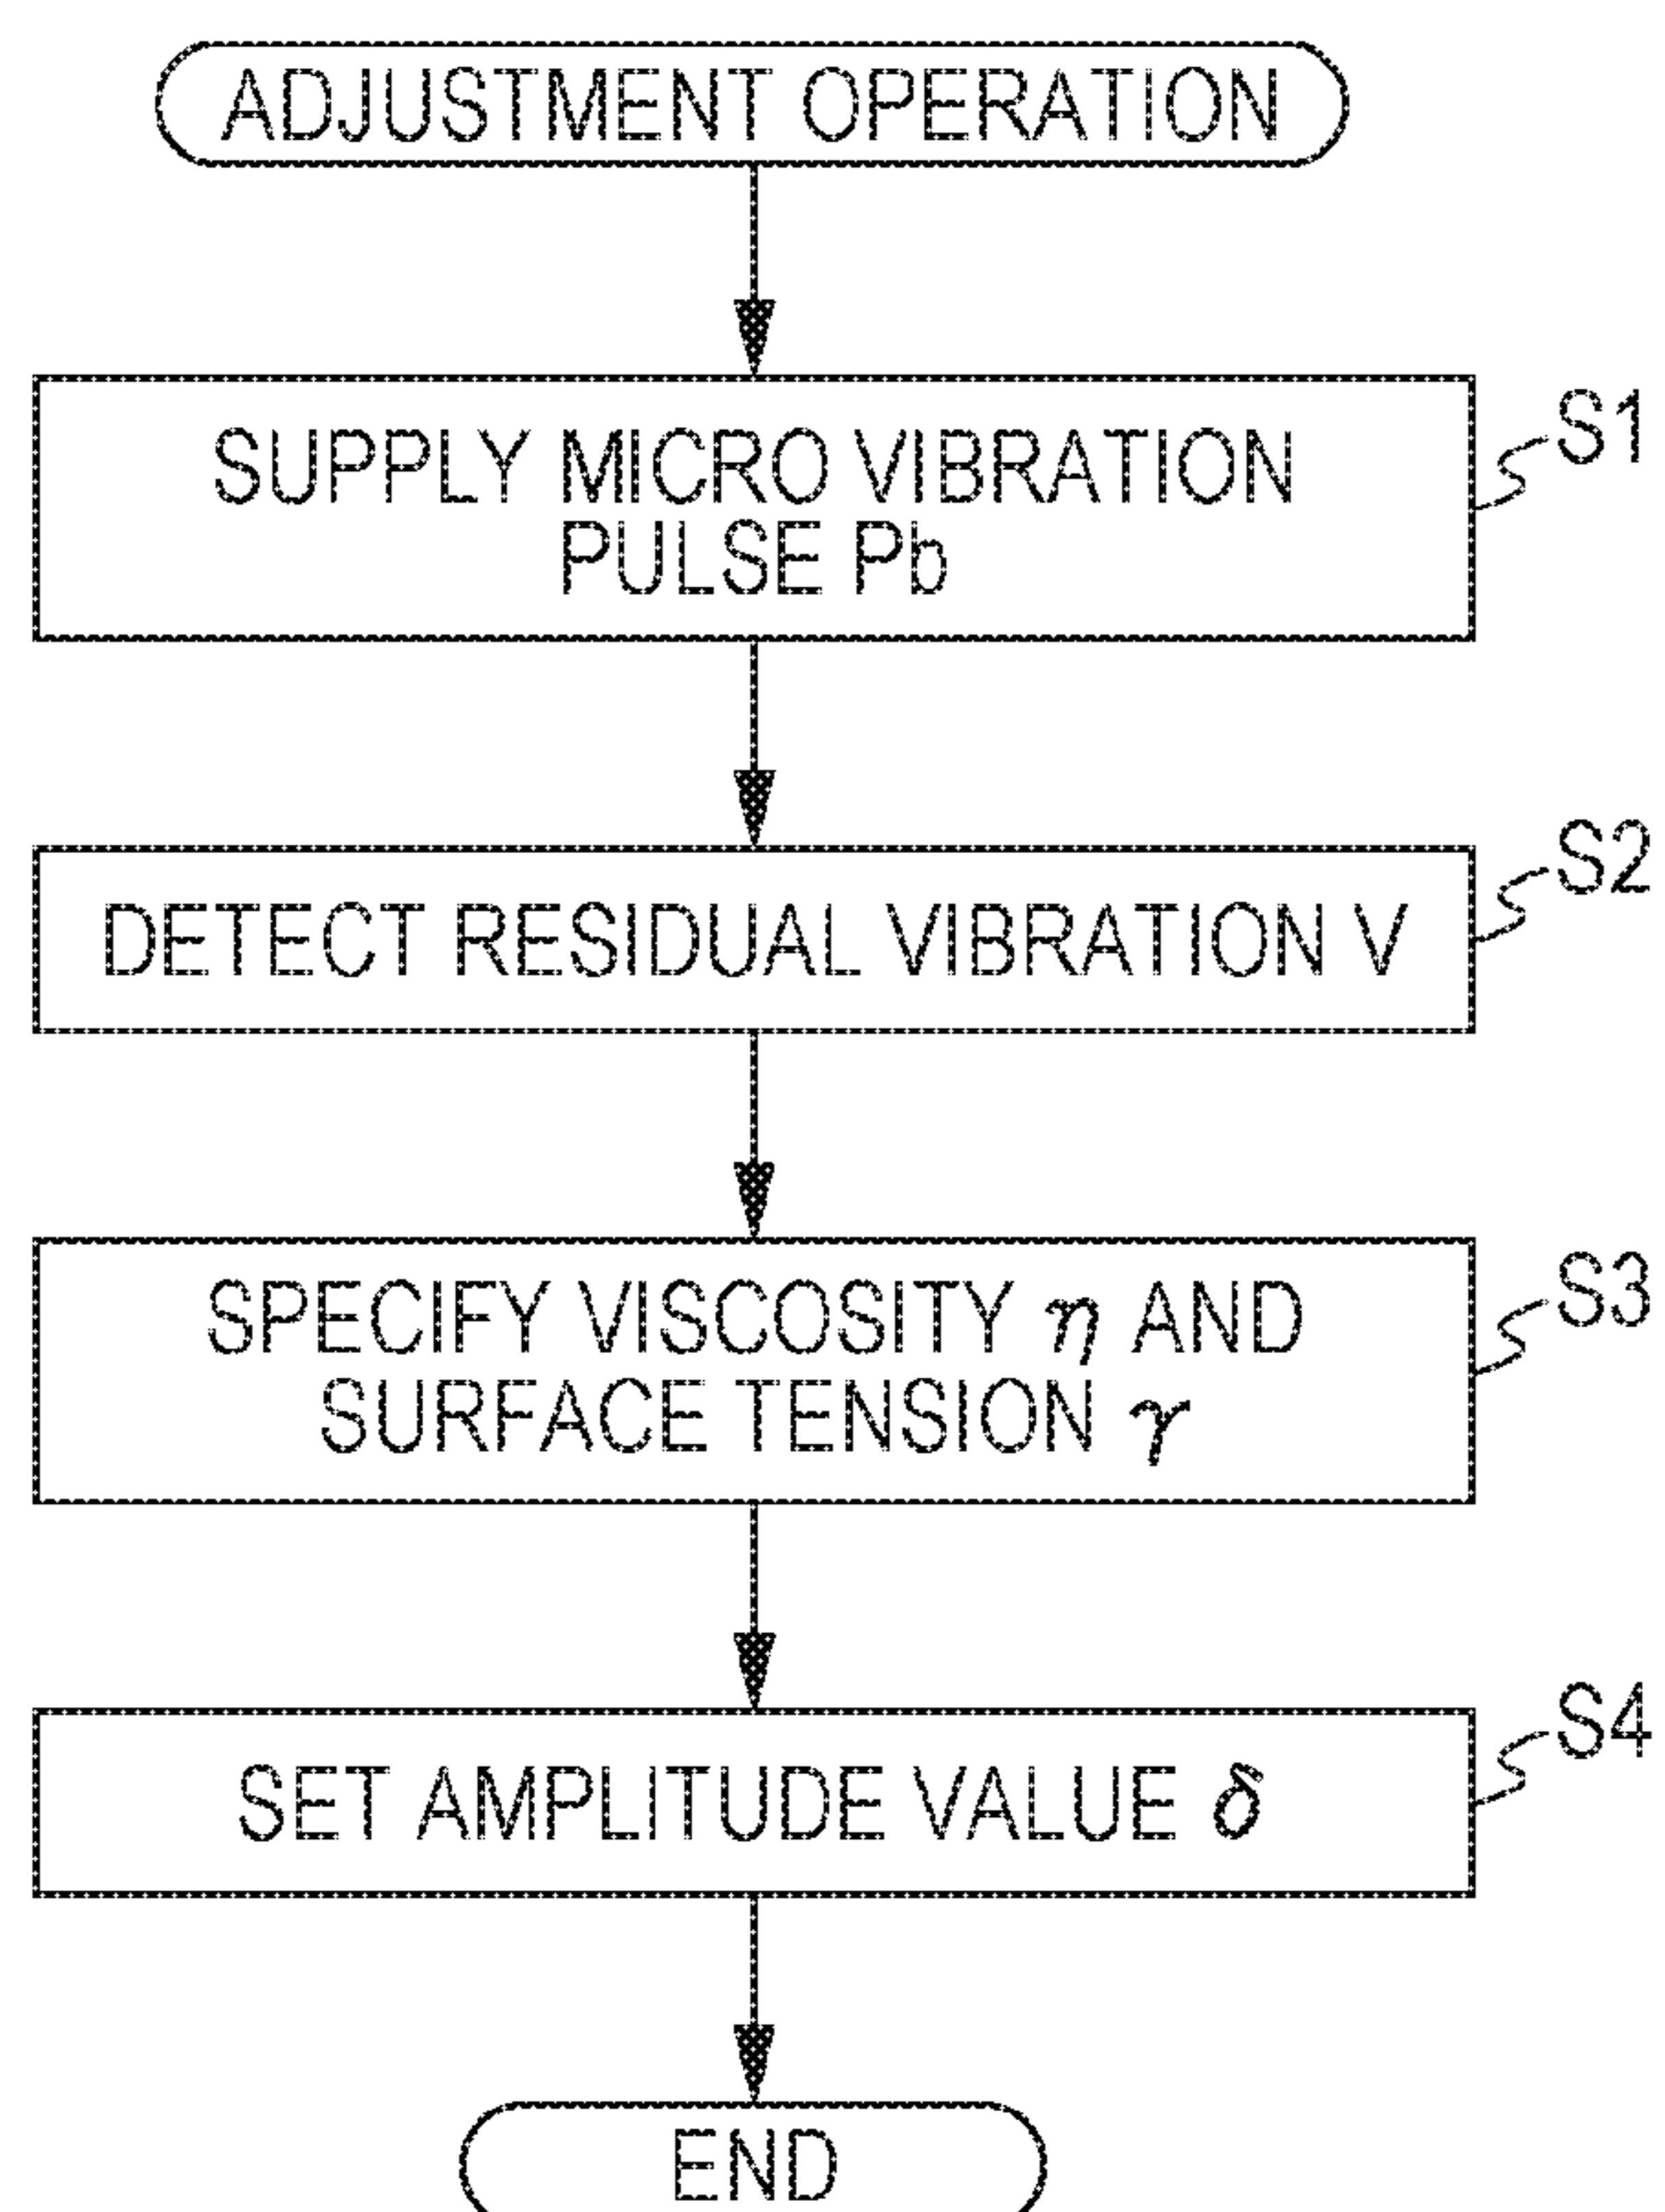 ADJUSTMENT OPERATION
SUPPLY MICRO VIBRATION
PULSE Pb
S1
DETECT RESIDUAL VIBRATION V
S2
SPECIFY VISCOSITY η AND
SURFACE TENSION γ
S3
SET AMPLITUDE VALUE δ
S4
END